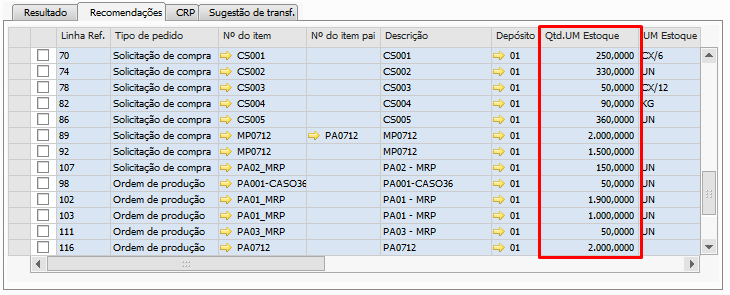 Resultado Recomendações CRP Sugestão de transf.
Linha Ref. Tipo de pedido Nº do item Nº do item pai Descrição Depósito Qtd.UM Estoque UM Estoque
70 Solicitação de compra CS001 CS001 01 250,0000 CX/6
74 Solicitação de compra CS002 CS002 01 330,0000 UN
78 Solicitação de compra CS003 CS003 01 50,0000 CX/12
82 Solicitação de compra CS004 CS004 01 90,0000 KG
86 Solicitação de compra CS005 CS005 01 360,0000 UN
89 Solicitação de compra MP0712 PA0712 MP0712 01 2.000,0000
92 Solicitação de compra MP0712 MP0712 01 1.500,0000
107 Solicitação de compra PA02_MRP PA02 - MRP 01 150,0000 UN
98 Ordem de produção PA001-CASO36 PA001-CASO36 01 50,0000 UN
102 Ordem de produção PA01_MRP PA01 - MRP 01 1.900,0000 UN
103 Ordem de produção PA01_MRP PA01 - MRP 01 1.000,0000 UN
111 Ordem de produção PA03_MRP PA03 - MRP 01 50,0000 UN
116 Ordem de produção PA0712 PA0712 01 2.000,0000